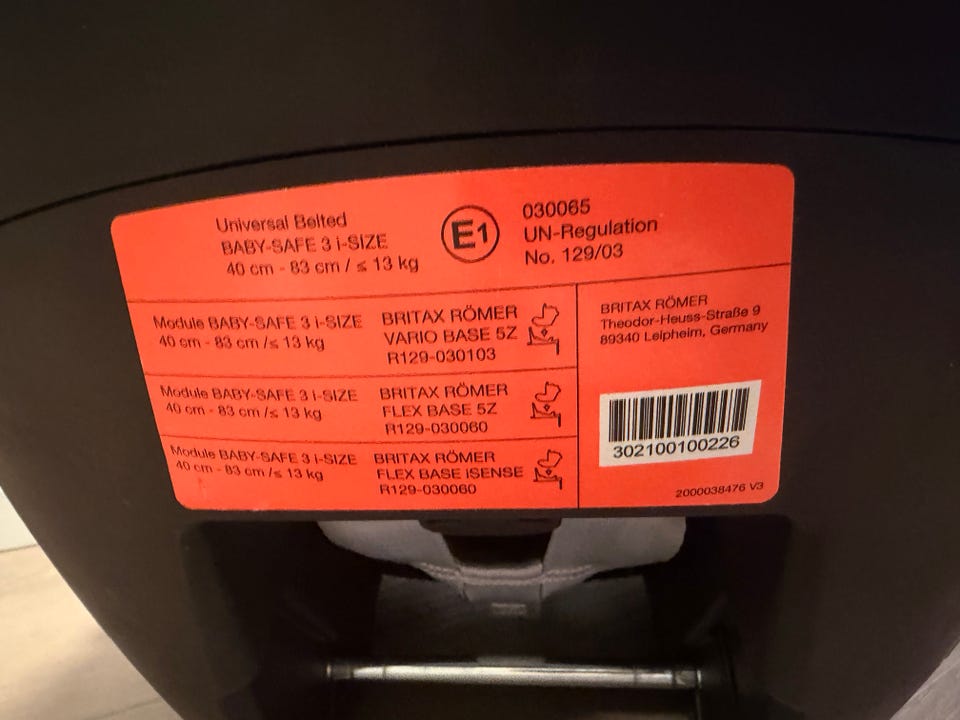 Universal Belted
BABY-SAFE 3 i-SIZE
40 cm - 83 cm / ≤ 13 kg
E1
030065
UN-Regulation
No. 129/03
Module BABY-SAFE 3 i-SIZE
40 cm - 83 cm /≤ 13 kg
BRITAX RÖMER
VARIO BASE 5Z
R129-030103
Module BABY-SAFE 3 i-SIZE
40 cm - 83 cm /≤ 13 kg
BRITAX RÖMER
FLEX BASE 5Z
R129-030060
Module BABY-SAFE 3 i-SIZE
40 cm - 83 cm /≤ 13 kg
BRITAX RÖMER
FLEX BASE iSENSE
R129-030060
BRITAX RÖMER
Theodor-Heuss-Straße 9
89340 Leipheim, Germany
302100100226
2000038476 V3